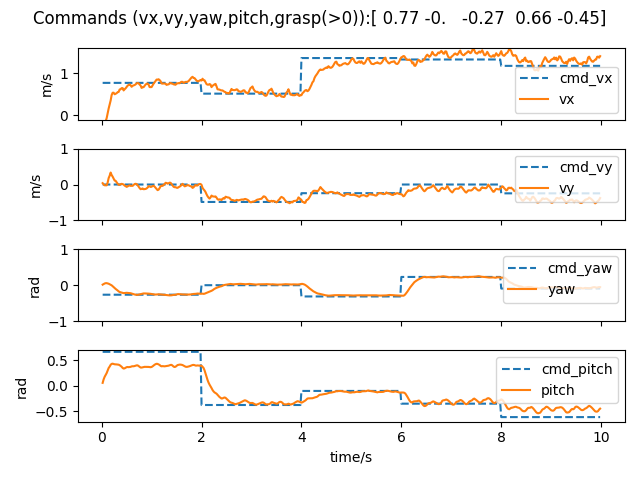 Commands (vx,vy,yaw,pitch,grasp(>0)):[ 0.77 -0.   -0.27  0.66 -0.45]
m/s
1
0
cmd_vx
vx
m/s
1
0
−1
cmd_vy
vy
rad
1
0
−1
cmd_yaw
yaw
rad
0.5
0.0
−0.5
cmd_pitch
pitch
0 2 4 6 8 10
time/s